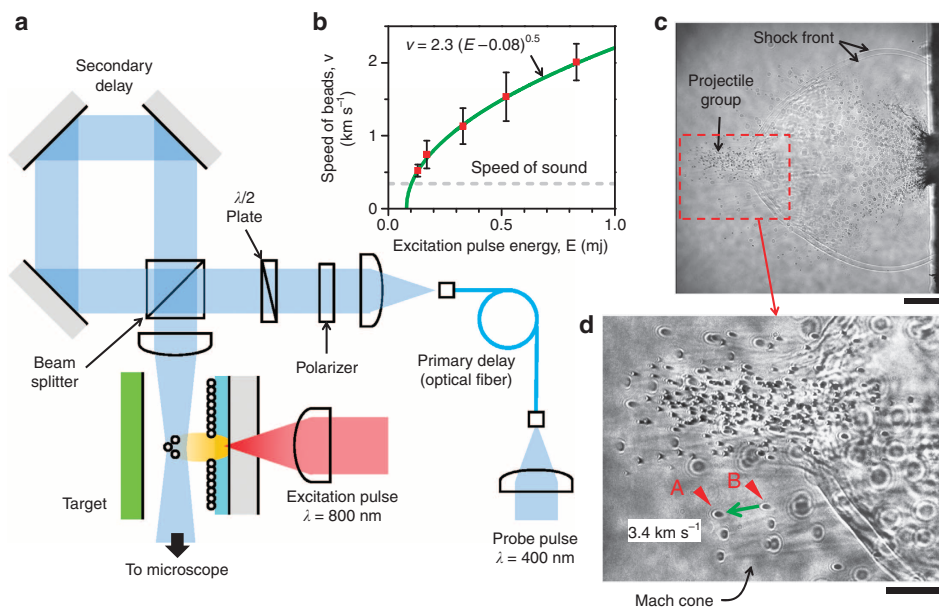 a
Secondary
delay
λ/2
Plate
Beam
splitter
Polarizer
Primary delay
(optical fiber)
Target
Excitation pulse
λ = 800 nm
Probe pulse
λ = 400 nm
To microscope
b
v = 2.3 (E–0.08)0.5
Speed of beads, v
(km s–1)
2
1
0
Speed of sound
0.0
0.5
1.0
Excitation pulse energy, E (mj)
c
Shock front
Projectile
group
d
A
B
3.4 km s–1
Mach cone